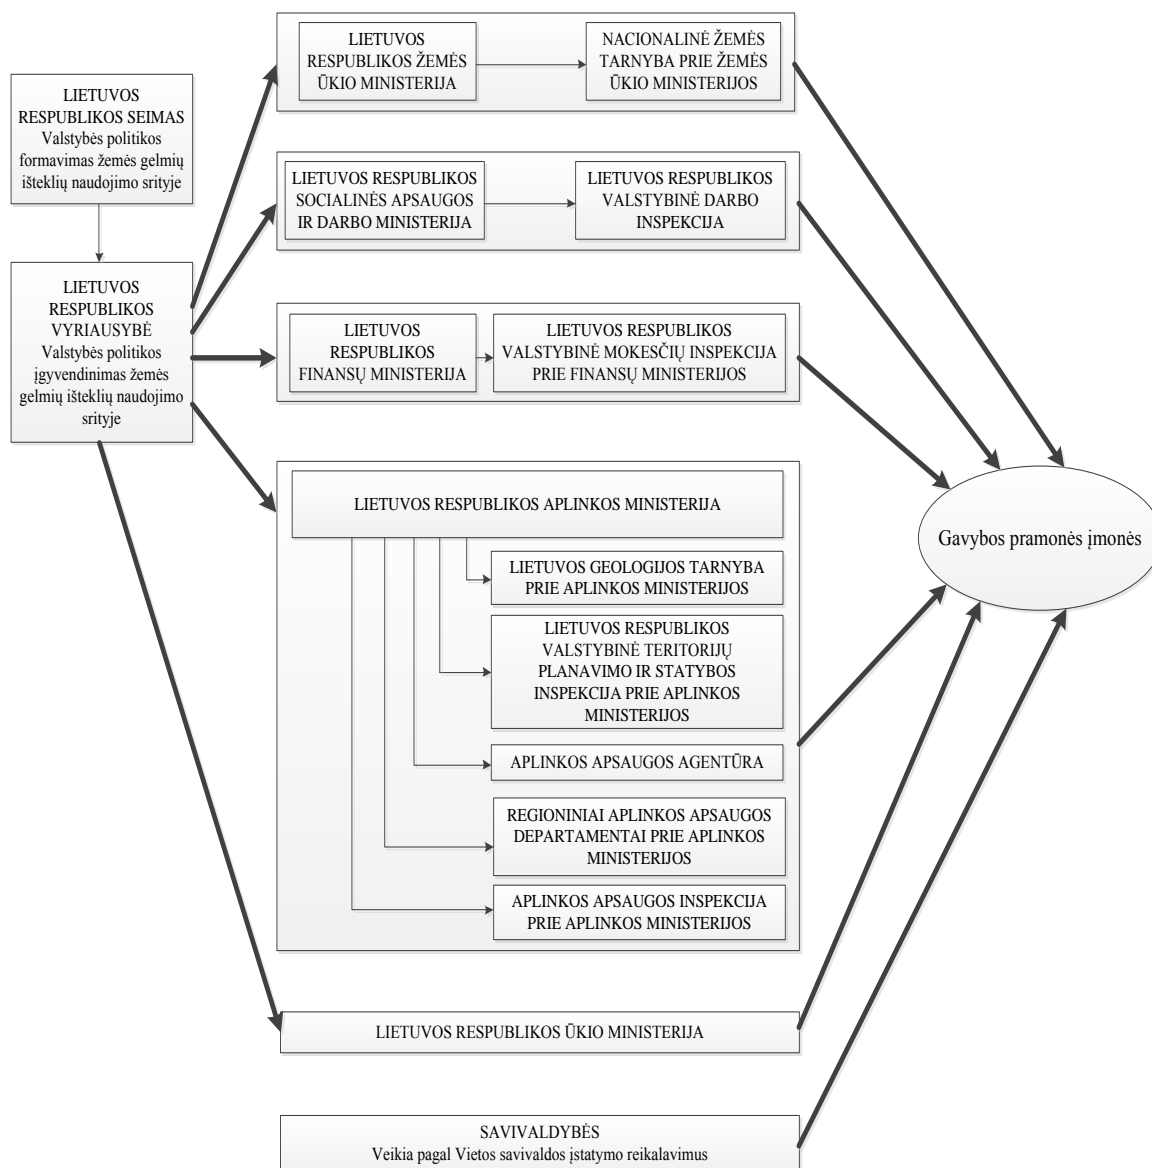 LIETUVOS
RESPUBLIKOS SEIMAS
Valstybės politikos
formavimas žemės gelmių
išteklių naudojimo srityje
LIETUVOS
RESPUBLIKOS
VYRIAUSYBĖ
Valstybės politikos
įgyvendinimas žemės
gelmių išteklių naudojimo
srityje
LIETUVOS
RESPUBLIKOS ŽEMĖS
ŪKIO MINISTERIJA
NACIONALINĖ ŽEMĖS
TARNYBA PRIE ŽEMĖS
ŪKIO MINISTERIJOS
LIETUVOS RESPUBLIKOS
SOCIALINĖS APSAUGOS
IR DARBO MINISTERIJA
LIETUVOS RESPUBLIKOS
VALSTYBINĖ DARBO
INSPEKCIJA
LIETUVOS
RESPUBLIKOS
FINANSŲ MINISTERIJA
LIETUVOS RESPUBLIKOS
VALSTYBINĖ MOKESČIŲ INSPEKCIJA
PRIE FINANSŲ MINISTERIJOS
LIETUVOS RESPUBLIKOS APLINKOS MINISTERIJA
LIETUVOS GEOLOGIJOS TARNYBA
PRIE APLINKOS MINISTERIJOS
LIETUVOS RESPUBLIKOS
VALSTYBINĖ TERITORIJŲ
PLANAVIMO IR STATYBOS
INSPEKCIJA PRIE APLINKOS
MINISTERIJOS
APLINKOS APSAUGOS AGENTŪRA
REGIONINIAI APLINKOS APSAUGOS
DEPARTAMENTAI PRIE APLINKOS
MINISTERIJOS
APLINKOS APSAUGOS INSPEKCIJA
PRIE APLINKOS MINISTERIJOS
LIETUVOS RESPUBLIKOS ŪKIO MINISTERIJA
SAVIVALDYBĖS
Veikia pagal Vietos savivaldos įstatymo reikalavimus
Gavybos pramonės įmonės